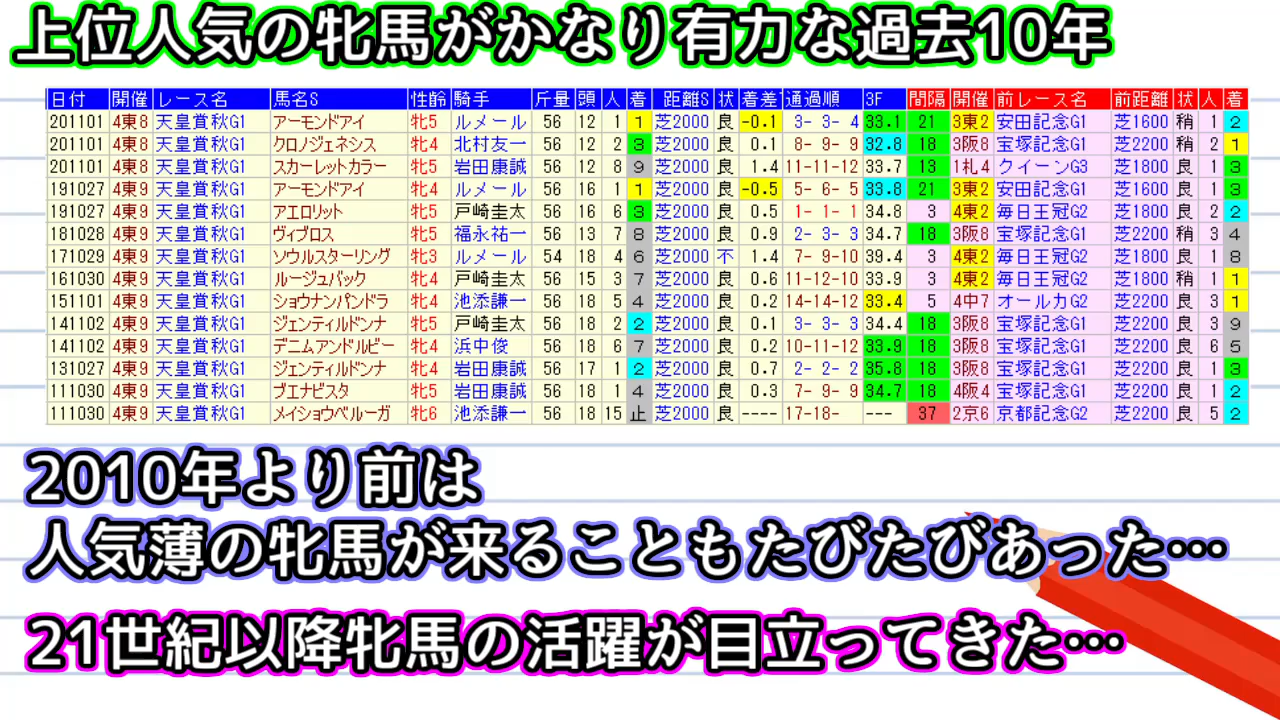 上位人気の牝馬がかなり有力な過去10年
日付 開催 レース名 馬名S 性齢 騎手 斤量 頭 人 着 距離S 状 着差 通過順 3F 間隔 開催 前レース名 前距離 状 人 着
201101 4東8 天皇賞秋G1 アーモンドアイ 牝5 ルメール 56 12 1 1 芝2000 良 -0.1 3- 3- 4 33.1 21 3東2 安田記念G1 芝1600 稍 1 2
201101 4東8 天皇賞秋G1 クロノジェネシス 牝4 北村友一 56 12 2 3 芝2000 良 0.1 8- 9- 9 32.8 18 3阪8 宝塚記念G1 芝2200 稍 2 1
201101 4東8 天皇賞秋G1 スカーレットカラー 牝5 岩田康誠 56 12 8 9 芝2000 良 1.4 11-11-12 33.7 13 1札4 クイーンG3 芝1800 良 1 3
191027 4東9 天皇賞秋G1 アーモンドアイ 牝4 ルメール 56 16 1 1 芝2000 良 -0.5 5- 6- 5 33.8 21 3東2 安田記念G1 芝1600 良 1 3
191027 4東9 天皇賞秋G1 アエロリット 牝5 戸崎圭太 56 16 6 3 芝2000 良 0.5 1- 1- 1 34.8 3 4東2 毎日王冠G2 芝1800 良 2 2
181028 4東9 天皇賞秋G1 ヴィブロス 牝5 福永祐一 56 13 7 8 芝2000 良 0.9 2- 3- 3 34.7 18 3阪8 宝塚記念G1 芝2200 稍 3 4
171029 4東9 天皇賞秋G1 ソウルスターリング 牝3 ルメール 54 18 4 6 芝2000 不 1.4 7- 9-10 39.4 3 4東2 毎日王冠G2 芝1800 良 1 8
161030 4東9 天皇賞秋G1 ルージュバック 牝4 戸崎圭太 56 15 3 7 芝2000 良 0.6 11-12-10 33.9 3 4東2 毎日王冠G2 芝1800 稍 1 1
151101 4東9 天皇賞秋G1 ショウナンパンドラ 牝4 池添謙一 56 18 5 4 芝2000 良 0.2 14-14-12 33.4 5 4中7 オールカG2 芝2200 良 3 1
141102 4東9 天皇賞秋G1 ジェンティルドンナ 牝5 戸崎圭太 56 18 2 2 芝2000 良 0.1 3- 3- 3 34.4 18 3阪8 宝塚記念G1 芝2200 良 3 9
141102 4東9 天皇賞秋G1 デニムアンドルビー 牝4 浜中俊 56 18 6 7 芝2000 良 0.2 10-11-12 33.9 18 3阪8 宝塚記念G1 芝2200 良 6 5
131027 4東9 天皇賞秋G1 ジェンティルドンナ 牝4 岩田康誠 56 17 1 2 芝2000 良 0.7 2- 2- 2 35.8 18 3阪8 宝塚記念G1 芝2200 良 1 3
111030 4東9 天皇賞秋G1 ブエナビスタ 牝5 岩田康誠 56 18 1 4 芝2000 良 0.3 7- 9- 9 34.7 18 4阪4 宝塚記念G1 芝2200 良 1 2
111030 4東9 天皇賞秋G1 メイショウベルーガ 牝6 池添謙一 56 18 15 止 芝2000 良 ---- 17-18- --- 37 2京6 京都記念G2 芝2200 良 5 2
2010年より前は
人気薄の牝馬が来ることもたびたびあった…
21世紀以降牝馬の活躍が目立ってきた…